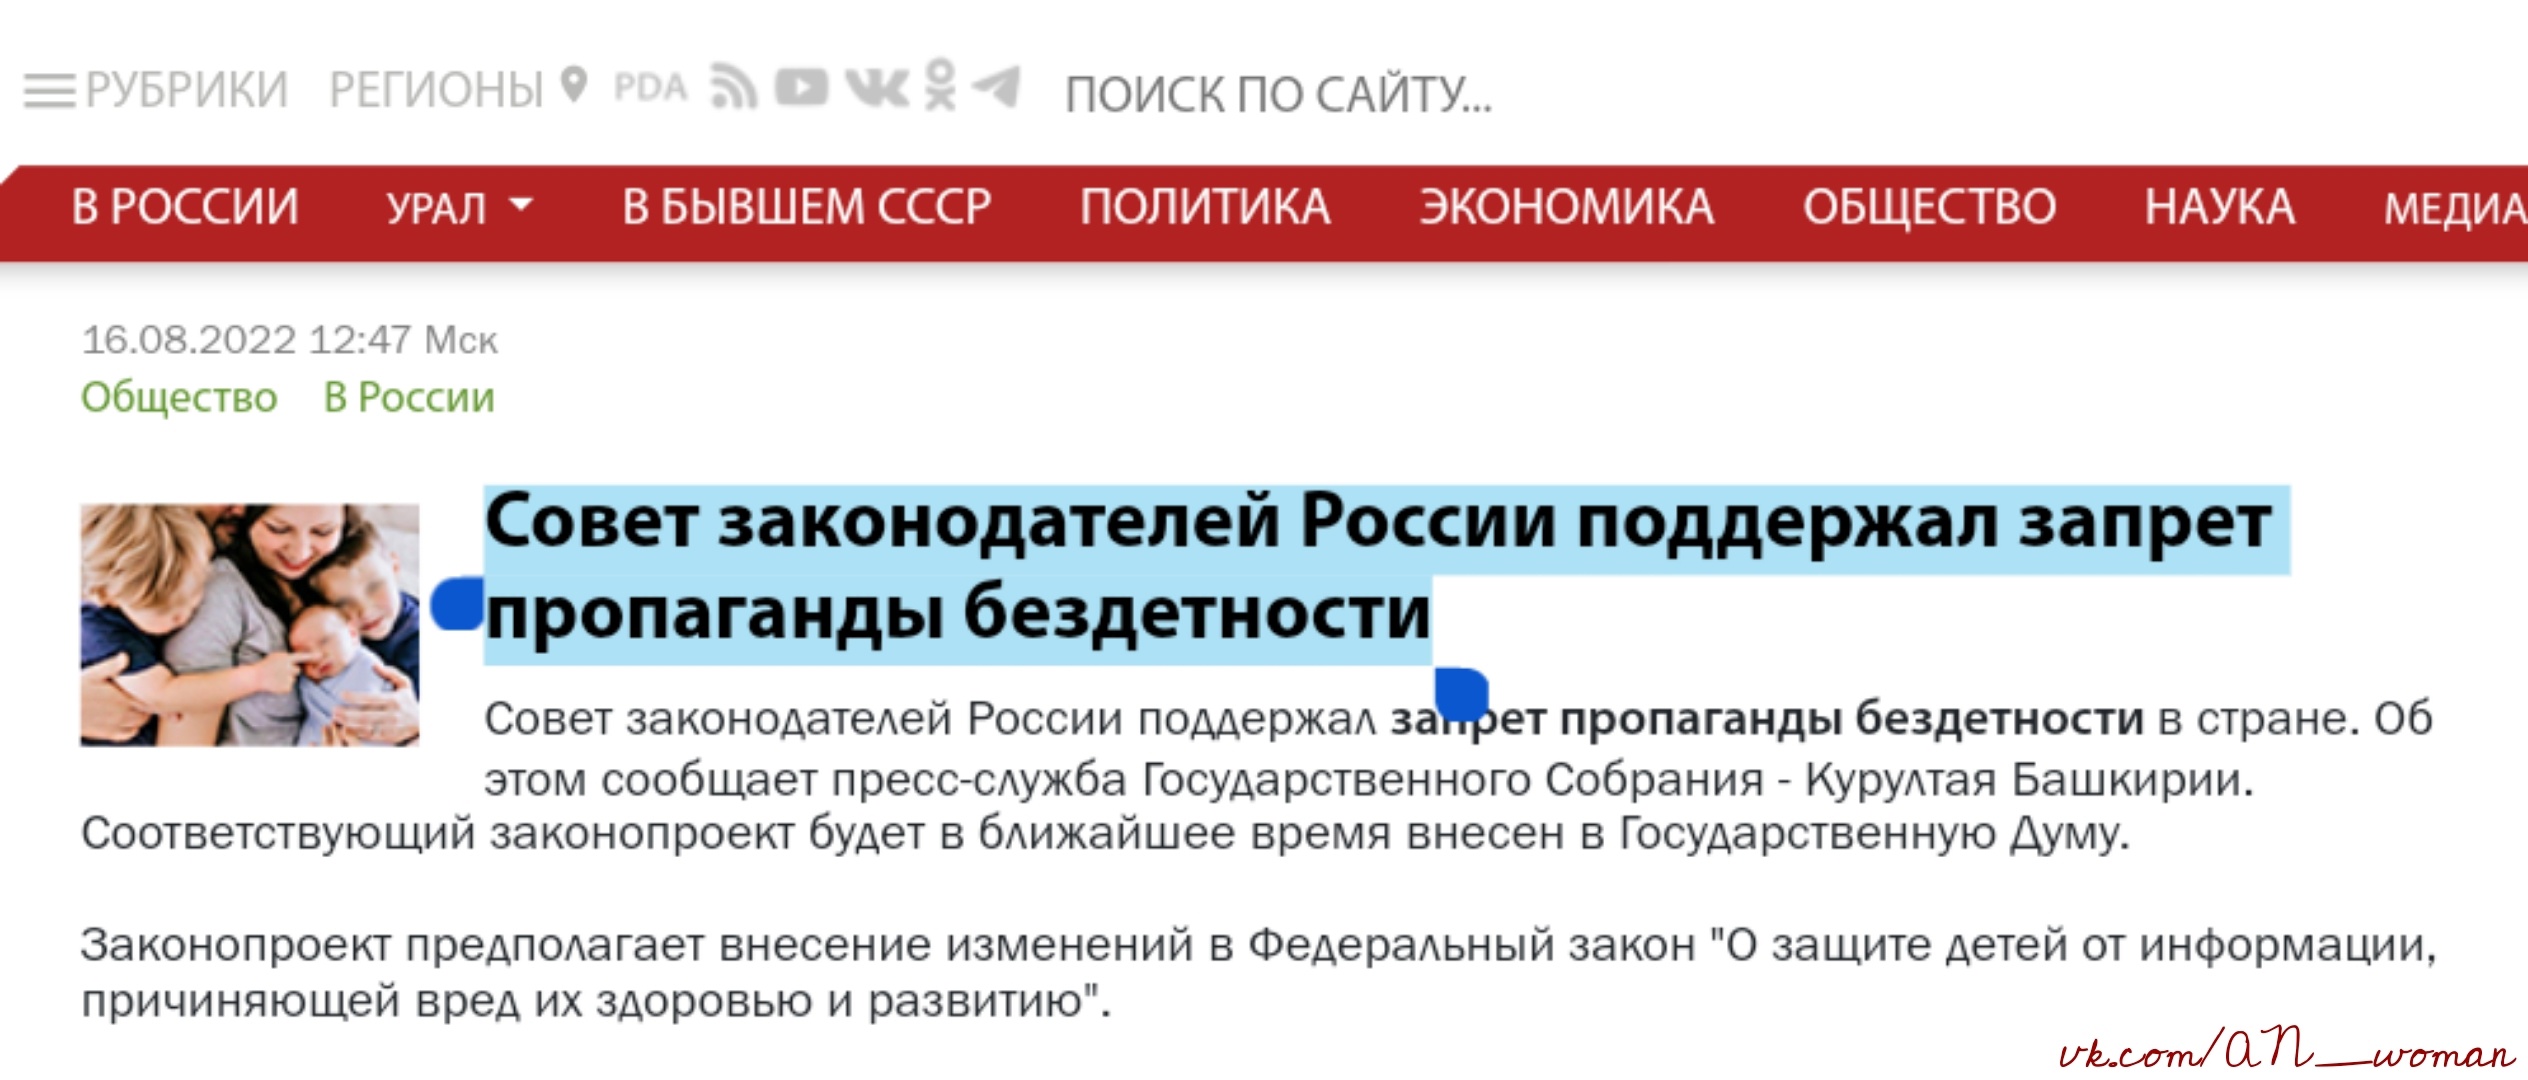 РУБРИКИ РЕГИОНЫ PDA ПОИСК ПО САЙТУ...
В РОССИИ УРАЛ В БЫВШЕМ СССР ПОЛИТИКА ЭКОНОМИКА ОБЩЕСТВО НАУКА МЕДИА
16.08.2022 12:47 Мск
Общество В России
Совет законодателей России поддержал запрет
пропаганды бездетности
Совет законодателей России поддержал запрет пропаганды бездетности в стране. Об
этом сообщает пресс-служба Государственного Собрания - Курултая Башкирии.
Соответствующий законопроект будет в ближайшее время внесен в Государственную Думу.
Законопроект предполагает внесение изменений в Федеральный закон "О защите детей от информации,
причиняющей вред их здоровью и развитию".
vk.com/an_woman